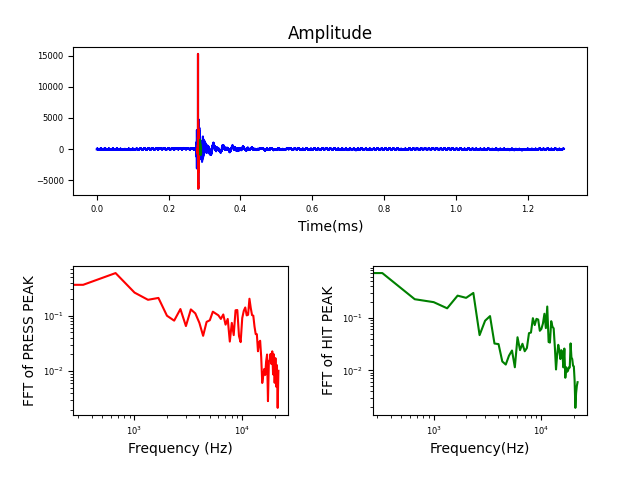 Amplitude
15000
10000
5000
0
−5000
0.0 0.2 0.4 0.6 0.8 1.0 1.2
Time(ms)
FFT of PRESS PEAK
10⁻¹
10⁻²
10³ 10⁴
Frequency (Hz)
FFT of HIT PEAK
10⁻¹
10⁻²
10³ 10⁴
Frequency(Hz)